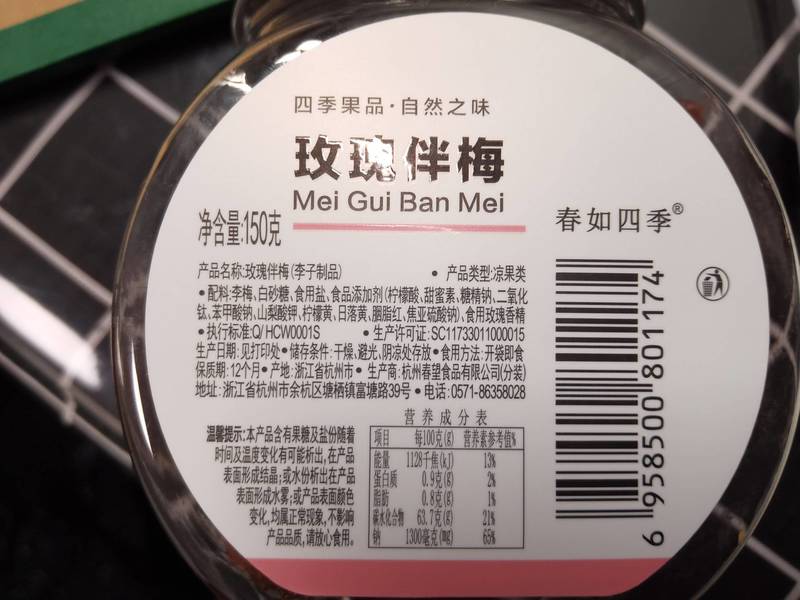 四季果品·自然之味
玫瑰伴梅
Mei Gui Ban Mei
净含量:150克
春如四季®
产品名称:玫瑰伴梅(李子制品) • 产品类型:凉果类
• 配料:李梅、白砂糖、食用盐、食品添加剂(柠檬酸、甜蜜素、糖精钠、二氧化
钛、苯甲酸钠、山梨酸钾、柠檬黄、日落黄、胭脂红、焦亚硫酸钠)、食用玫瑰香精
• 执行标准:Q/HCW0001S • 生产许可证:SC11733011000015
生产日期:见打印处• 储存条件:干燥、避光、阴凉处存放• 食用方法:开袋即食
保质期:12个月• 产地:浙江省杭州市• 生产商:杭州春望食品有限公司(分装)
地址:浙江省杭州市余杭区塘栖镇富塘路39号• 电话:0571-86358028
温馨提示:本产品含有果糖及盐份随着
时间及温度变化有可能析出,在产品
表面形成结晶;或水份析出在产品
表面形成水雾;或产品表面颜色
变化,均属正常现象,不影响
产品品质,请放心食用。
营养成分表
项目 每100克(g) 营养素参考值%
能量 1128千焦(kJ) 13%
蛋白质 0.9克(g) 2%
脂肪 0.8克(g) 1%
碳水化合物 63.7克(g) 21%
钠 1300毫克(mg) 65%
6 958500 801174